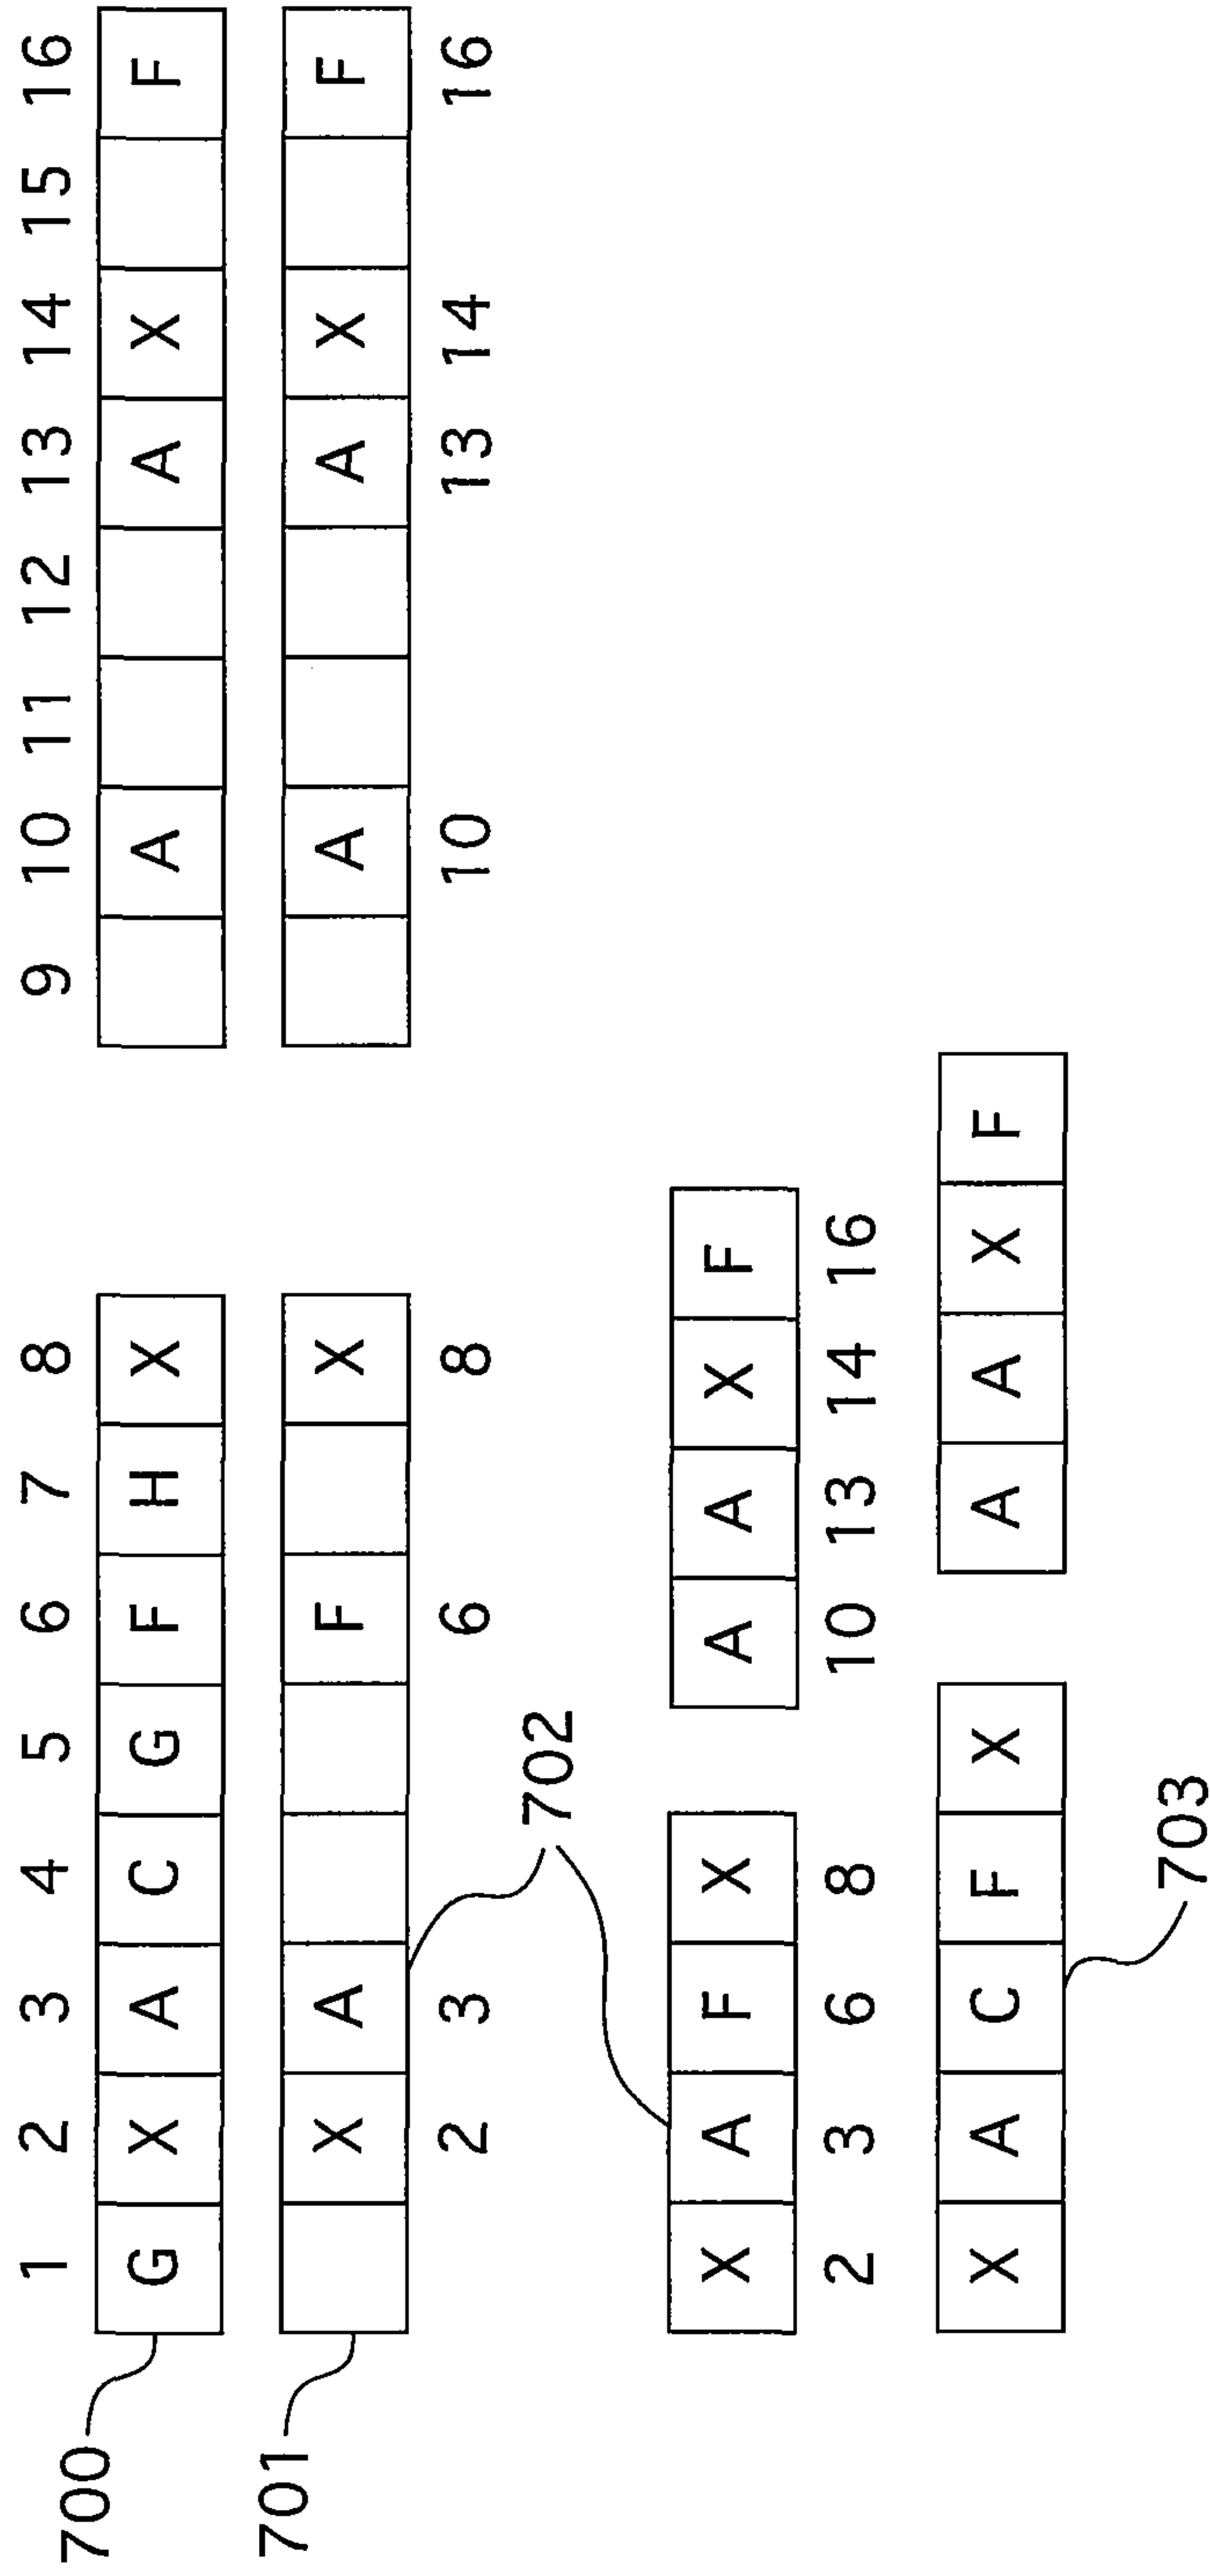 1 2 3 4 5 6 7 8 9 10 11 12 13 14 15 16
700 G X A C G F H X A A X F
701 X A F X A A X F
2 3 6 8 10 13 14 16
702
X A F X A A X F
2 3 6 8 10 13 14 16
X A C F X A A X F
703